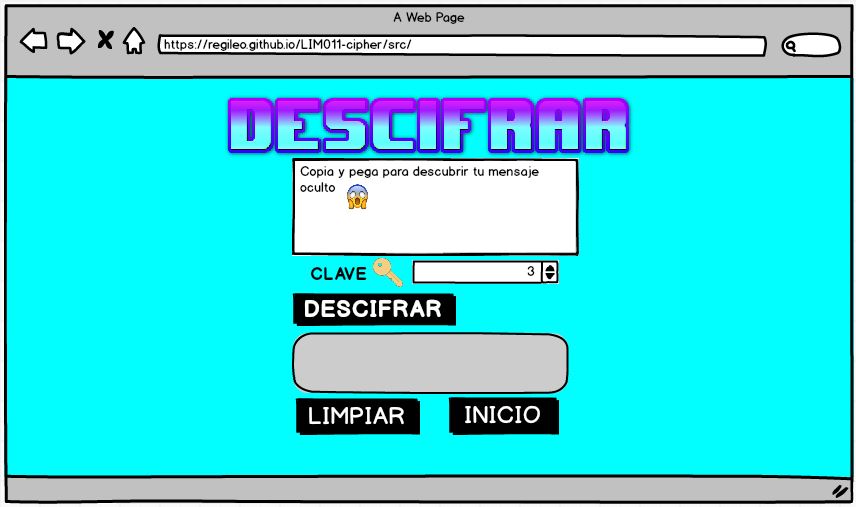 A Web Page
https://regileo.github.io/LIM011-cipher/src/
DESCIFRAR
Copia y pega para descubrir tu mensaje
oculto
CLAVE 3
DESCIFRAR
LIMPIAR INICIO